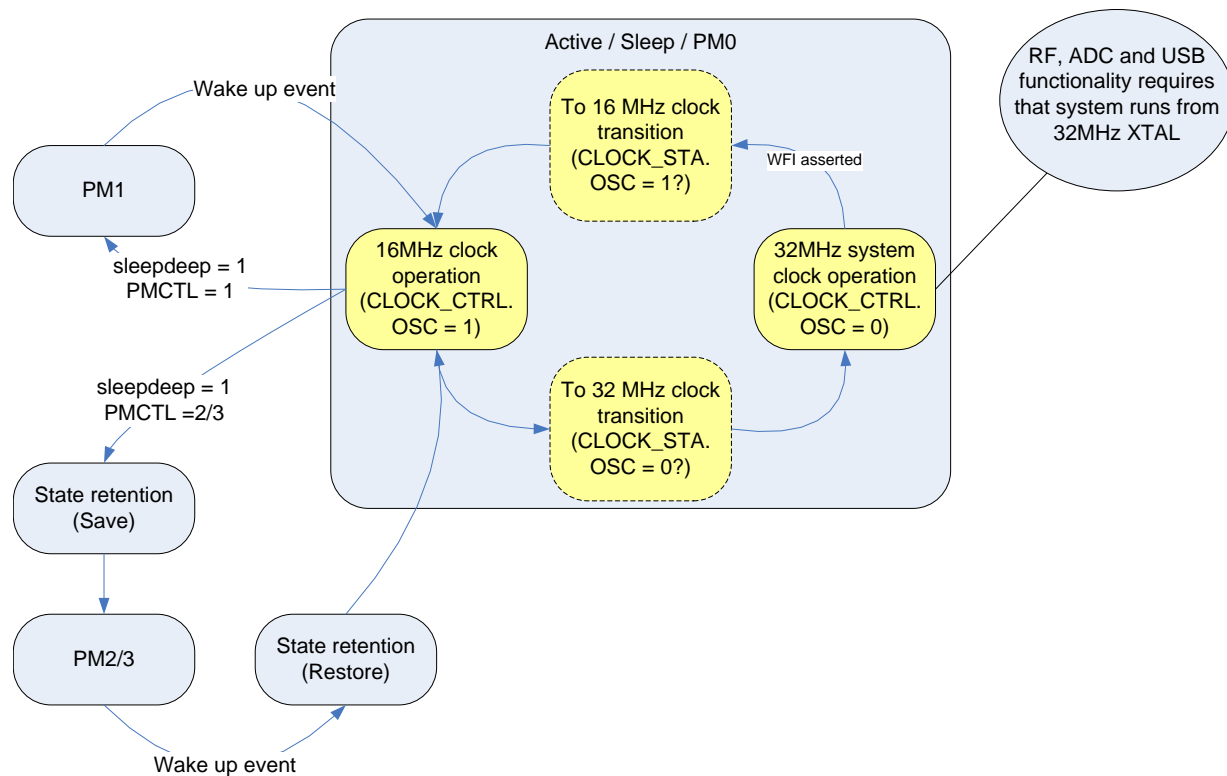 Active / Sleep / PM0
RF, ADC and USB
functionality requires
that system runs from
32MHz XTAL
Wake up event
To 16 MHz clock
transition
(CLOCK_STA.
OSC = 1?)
WFI asserted
PM1
sleepdeep = 1
PMCTL = 1
16MHz clock
operation
(CLOCK_CTRL.
OSC = 1)
32MHz system
clock operation
(CLOCK_CTRL.
OSC = 0)
sleepdeep = 1
PMCTL =2/3
To 32 MHz clock
transition
(CLOCK_STA.
OSC = 0?)
State retention
(Save)
PM2/3
State retention
(Restore)
Wake up event